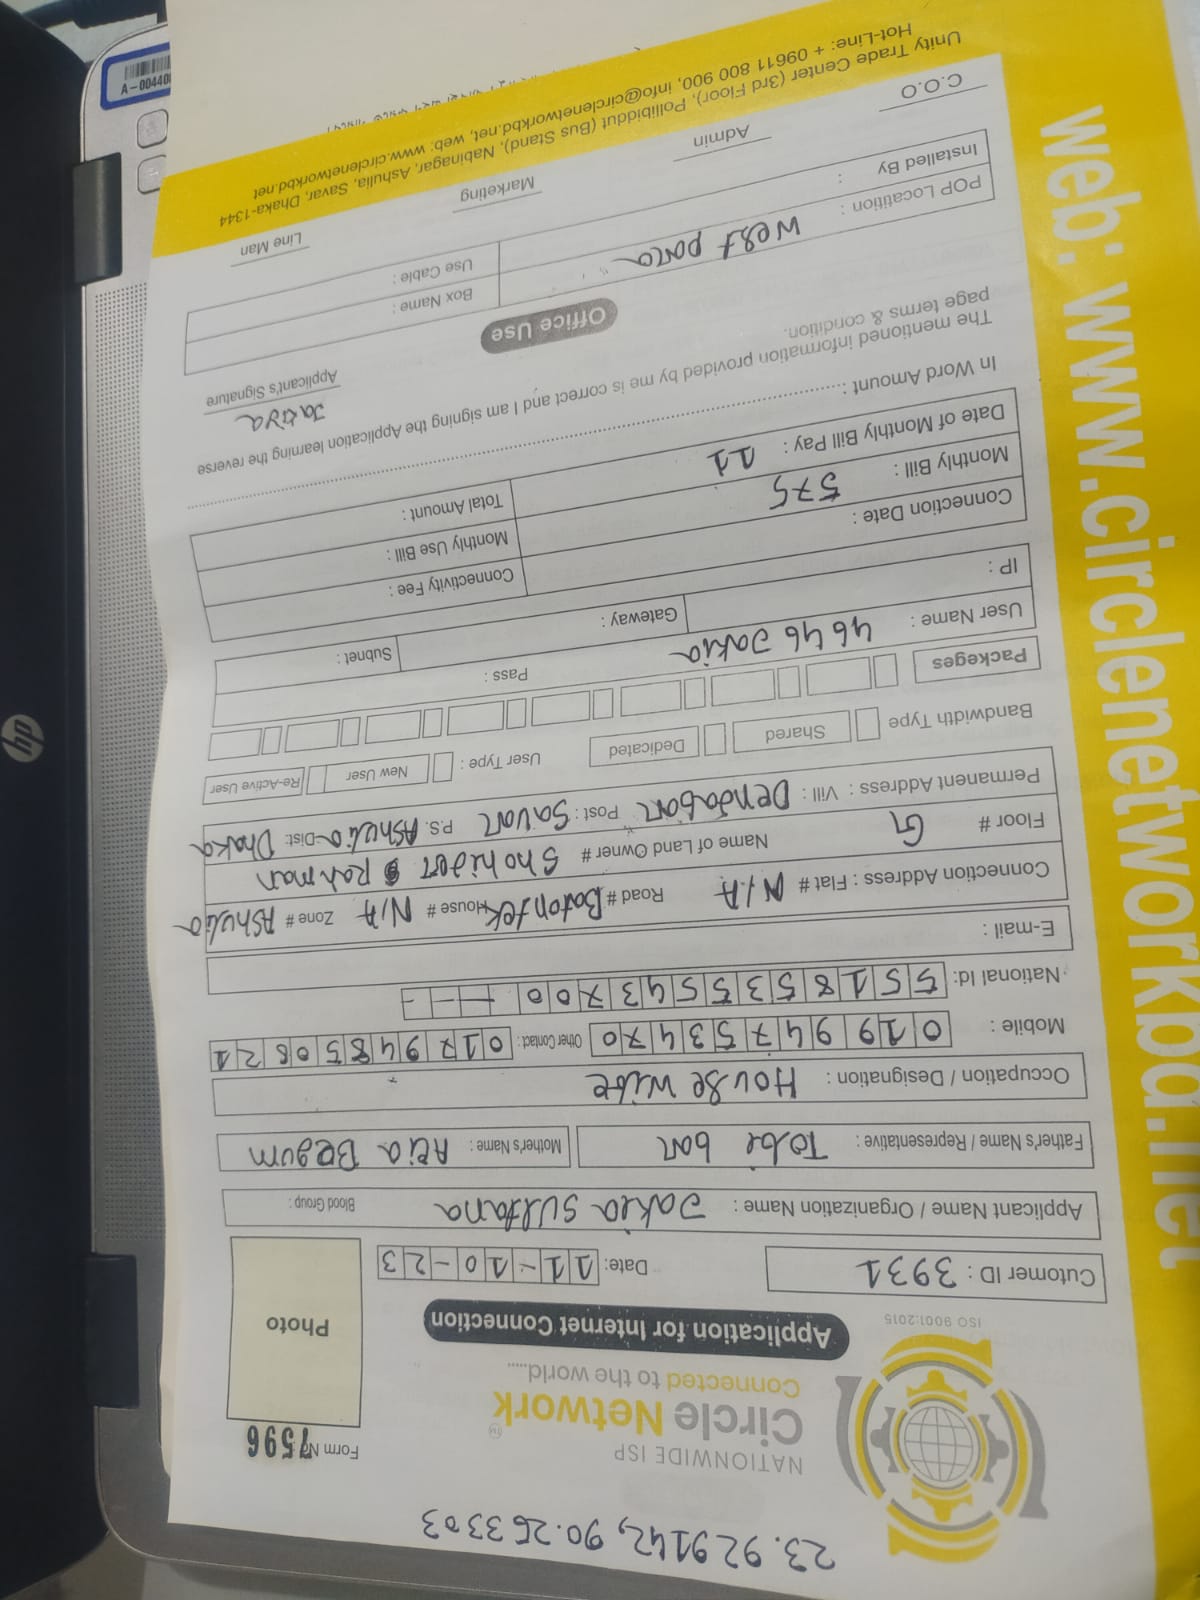 23.929142, 90.263303
NATIONWIDE ISP
Circle Network TM
Connected to the world......
ISO 9001:2015
Form No 7596
Application for Internet Connection
Photo
Cutomer ID : 3931
Date: 11-10-23
Applicant Name / Organization Name : Jakia sultana Blood Group :
Father's Name / Representative : Mother's Name : Begum
Occupation / Designation : House wife
Mobile : 01994753470 Other Contact : 01794850821
National Id: 5518535543700
E-mail :
Connection Address : Flat # N/A Road # House # N/A Zone # Ashulia
Floor # G Name of Land Owner # Rahman
Permanent Address : Vill : Dendabor Post : Savar P.S. Ashulia Dist: Dhaka
Bandwidth Type Shared Dedicated User Type : New User Re-Active User
Packeges
User Name : 4646 Jakia Pass :
IP : Gateway : Subnet :
Connection Date : Connectivity Fee :
Monthly Bill : 575 Monthly Use Bill :
Date of Monthly Bill Pay : 11 Total Amount :
In Word Amount :
The mentioned information provided by me is correct and I am signing the Application learning the reverse
page terms & condition.
Jakiya
Applicant's Signature
Office Use
POP Locatiion : West para Box Name :
Installed By : Use Cable :
C.O.O Admin Marketing Line Man
Unity Trade Center (3rd Floor), Pollibiddut (Bus Stand), Nabinagar, Ashulia, Savar, Dhaka-1344
Hot-Line: + 09611 800 900, info@circlenetworkbd.net, web: www.circlenetworkbd.net
web: www.circlenetworkbd.net
hp